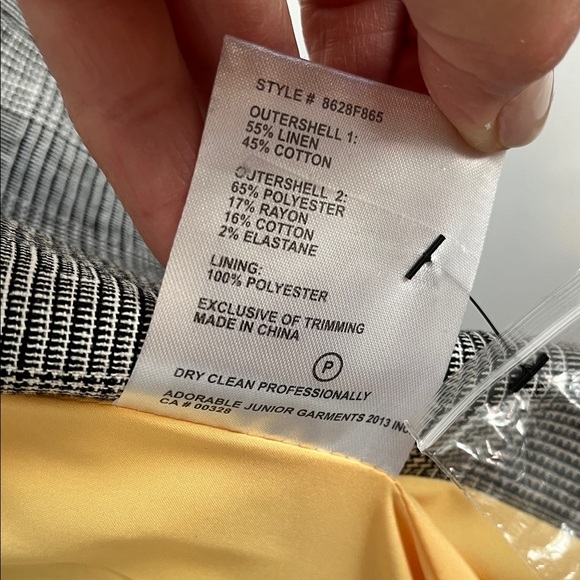 STYLE # 8628F865
OUTERSHELL 1:
55% LINEN
45% COTTON
OUTERSHELL 2:
65% POLYESTER
17% RAYON
16% COTTON
2% ELASTANE
LINING:
100% POLYESTER
EXCLUSIVE OF TRIMMING
MADE IN CHINA
P
DRY CLEAN PROFESSIONALLY
ADORABLE JUNIOR GARMENTS 2013 INC
CA # 00328